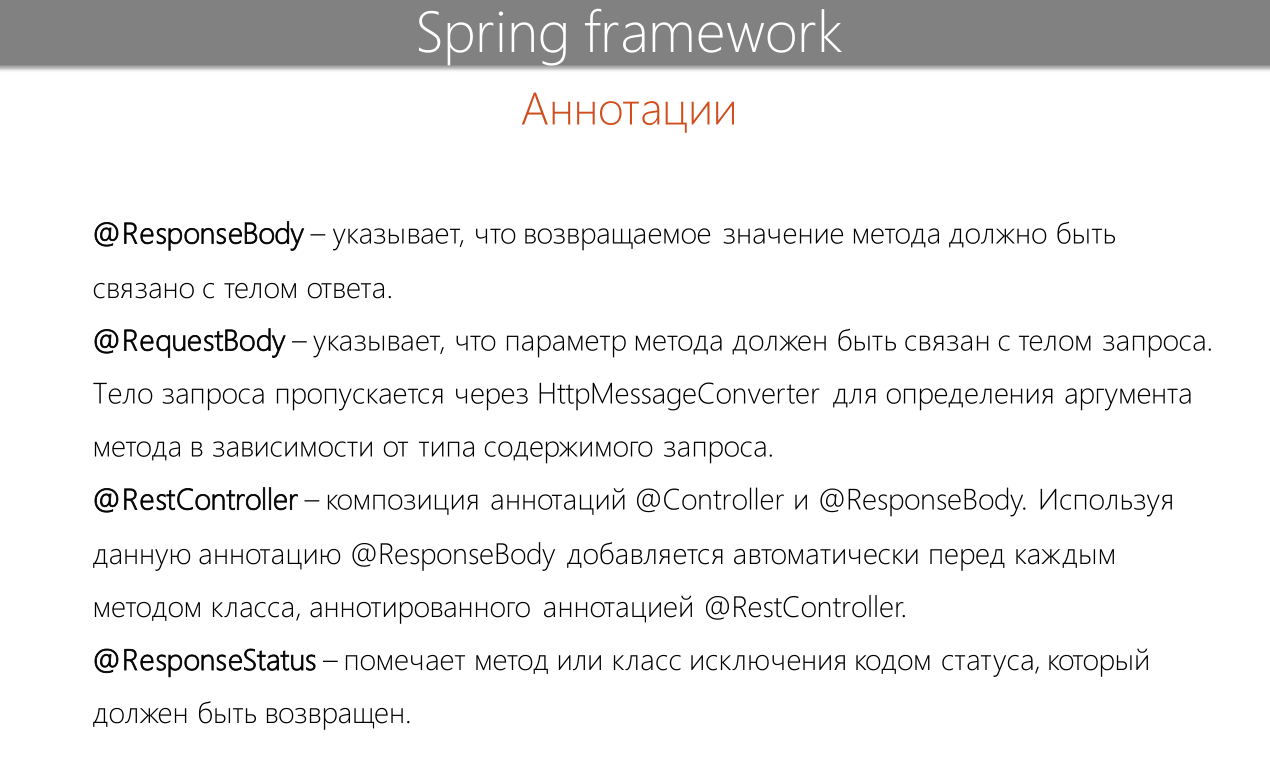 Spring framework
Аннотации
@ResponseBody – указывает, что возвращаемое значение метода должно быть
связано с телом ответа.
@RequestBody – указывает, что параметр метода должен быть связан с телом запроса.
Тело запроса пропускается через HttpMessageConverter для определения аргумента
метода в зависимости от типа содержимого запроса.
@RestController – композиция аннотаций @Controller и @ResponseBody. Используя
данную аннотацию @ResponseBody добавляется автоматически перед каждым
методом класса, аннотированного аннотацией @RestController.
@ResponseStatus – помечает метод или класс исключения кодом статуса, который
должен быть возвращен.